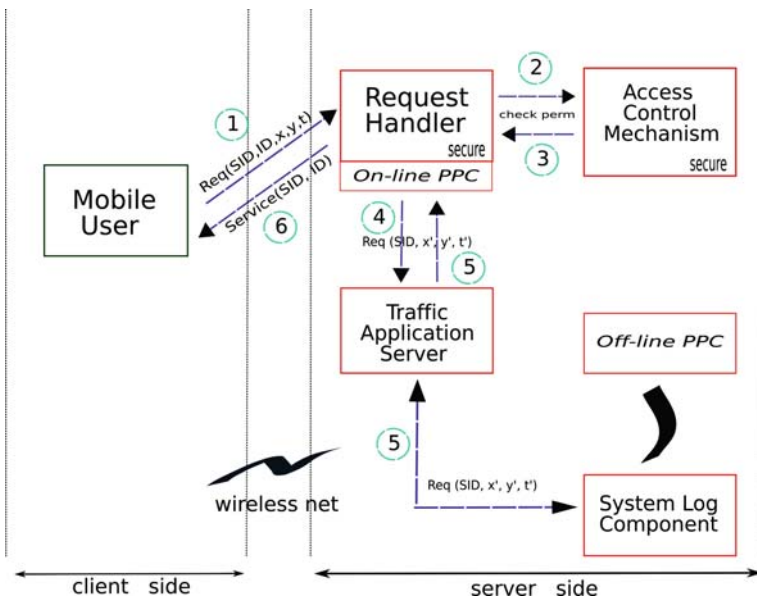 1
Req(SID,ID,x,y,t)
Service(SID, ID)
6
Mobile
User
Request
Handler
secure
On-line PPC
2
check perm
3
Access
Control
Mechanism
secure
4
Req (SID, x', y', t')
5
Traffic
Application
Server
Off-line PPC
5
Req (SID, x', y', t')
wireless net
System Log
Component
client side
server side